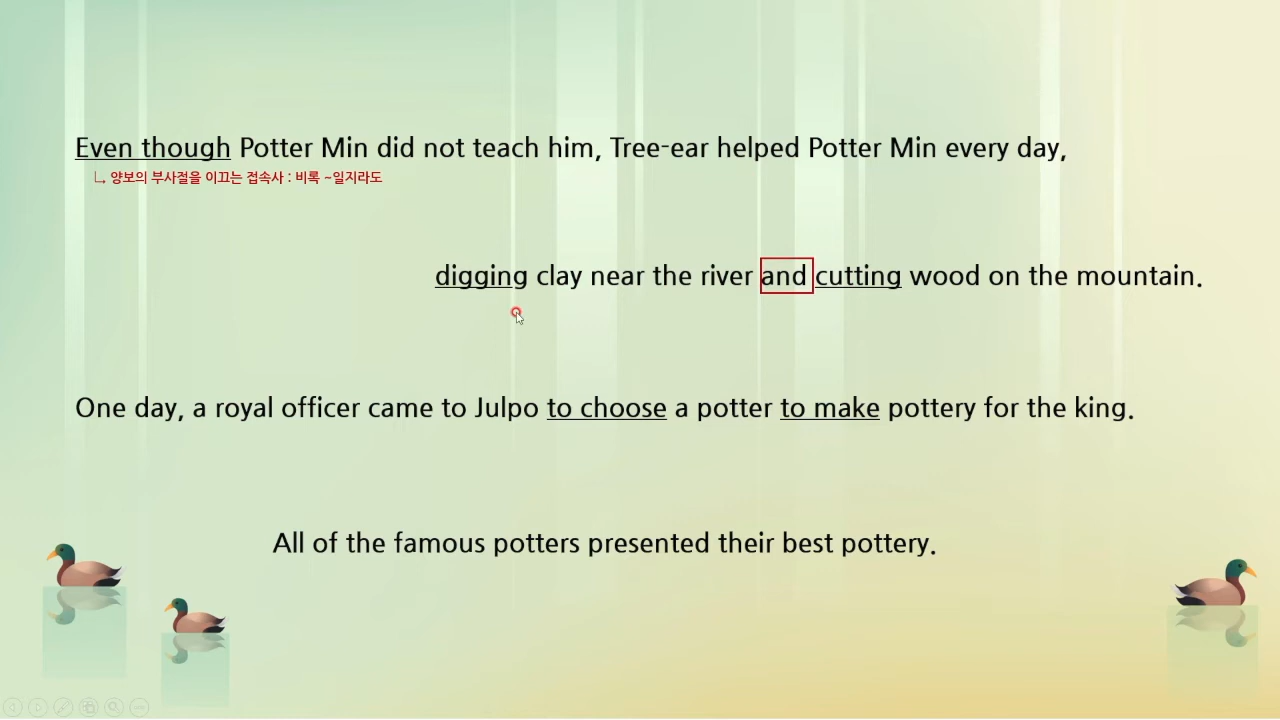 Even though Potter Min did not teach him, Tree-ear helped Potter Min every day,
↳ 양보의 부사절을 이끄는 접속사 : 비록 ~일지라도
digging clay near the river and cutting wood on the mountain.
One day, a royal officer came to Julpo to choose a potter to make pottery for the king.
All of the famous potters presented their best pottery.